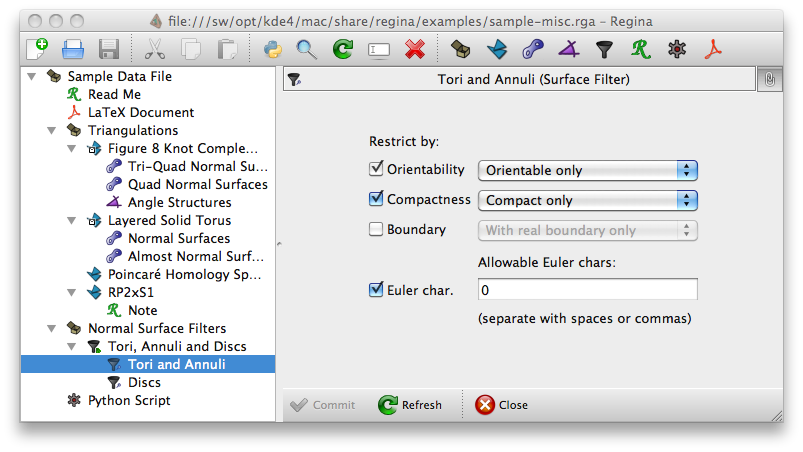 file:///sw/opt/kde4/mac/share/regina/examples/sample-misc.rga – Regina
Sample Data File
Read Me
LaTeX Document
Triangulations
Figure 8 Knot Comple...
Tri-Quad Normal Su...
Quad Normal Surfaces
Angle Structures
Layered Solid Torus
Normal Surfaces
Almost Normal Surf...
Poincaré Homology Sp...
RP2xS1
Note
Normal Surface Filters
Tori, Annuli and Discs
Tori and Annuli
Discs
Python Script
Tori and Annuli (Surface Filter)
Restrict by:
Orientability Orientable only
Compactness Compact only
Boundary With real boundary only
Allowable Euler chars:
Euler char. 0
(separate with spaces or commas)
Commit Refresh Close